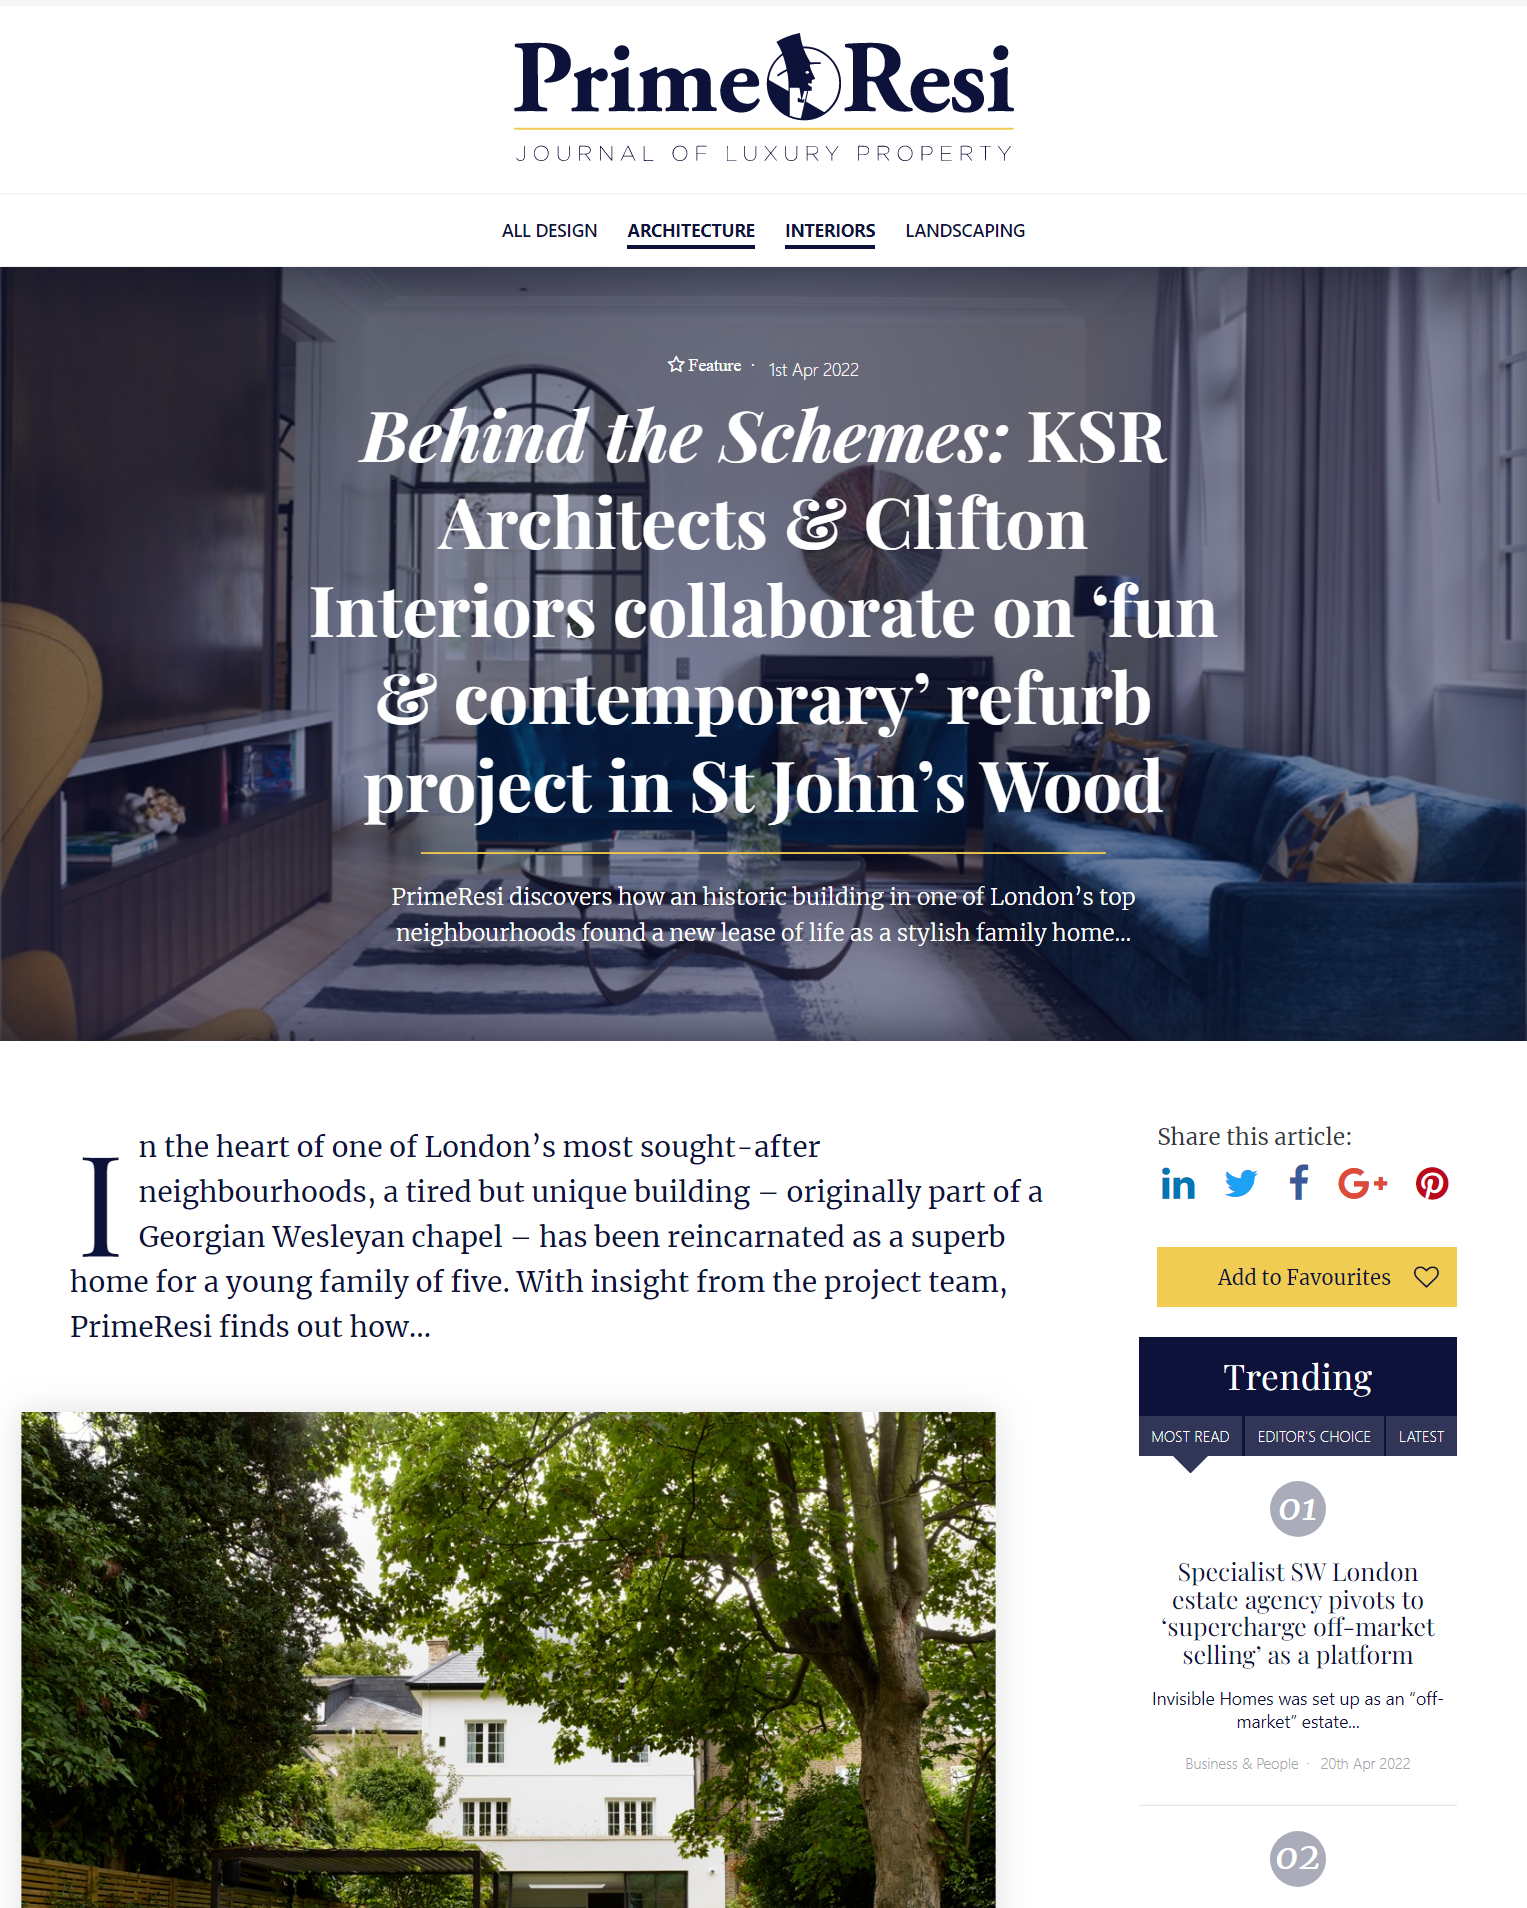 PrimeResi
JOURNAL OF LUXURY PROPERTY
ALL DESIGN ARCHITECTURE INTERIORS LANDSCAPING
Feature · 1st Apr 2022
Behind the Schemes: KSR
Architects & Clifton
Interiors collaborate on ‘fun
& contemporary’ refurb
project in St John’s Wood
PrimeResi discovers how an historic building in one of London’s top
neighbourhoods found a new lease of life as a stylish family home...
In the heart of one of London’s most sought-after
neighbourhoods, a tired but unique building – originally part of a
Georgian Wesleyan chapel – has been reincarnated as a superb
home for a young family of five. With insight from the project team,
PrimeResi finds out how...
Share this article:
Add to Favourites
Trending
MOST READ EDITOR'S CHOICE LATEST
01
Specialist SW London
estate agency pivots to
‘supercharge off-market
selling’ as a platform
Invisible Homes was set up as an “off-
market” estate...
Business & People · 20th Apr 2022
02